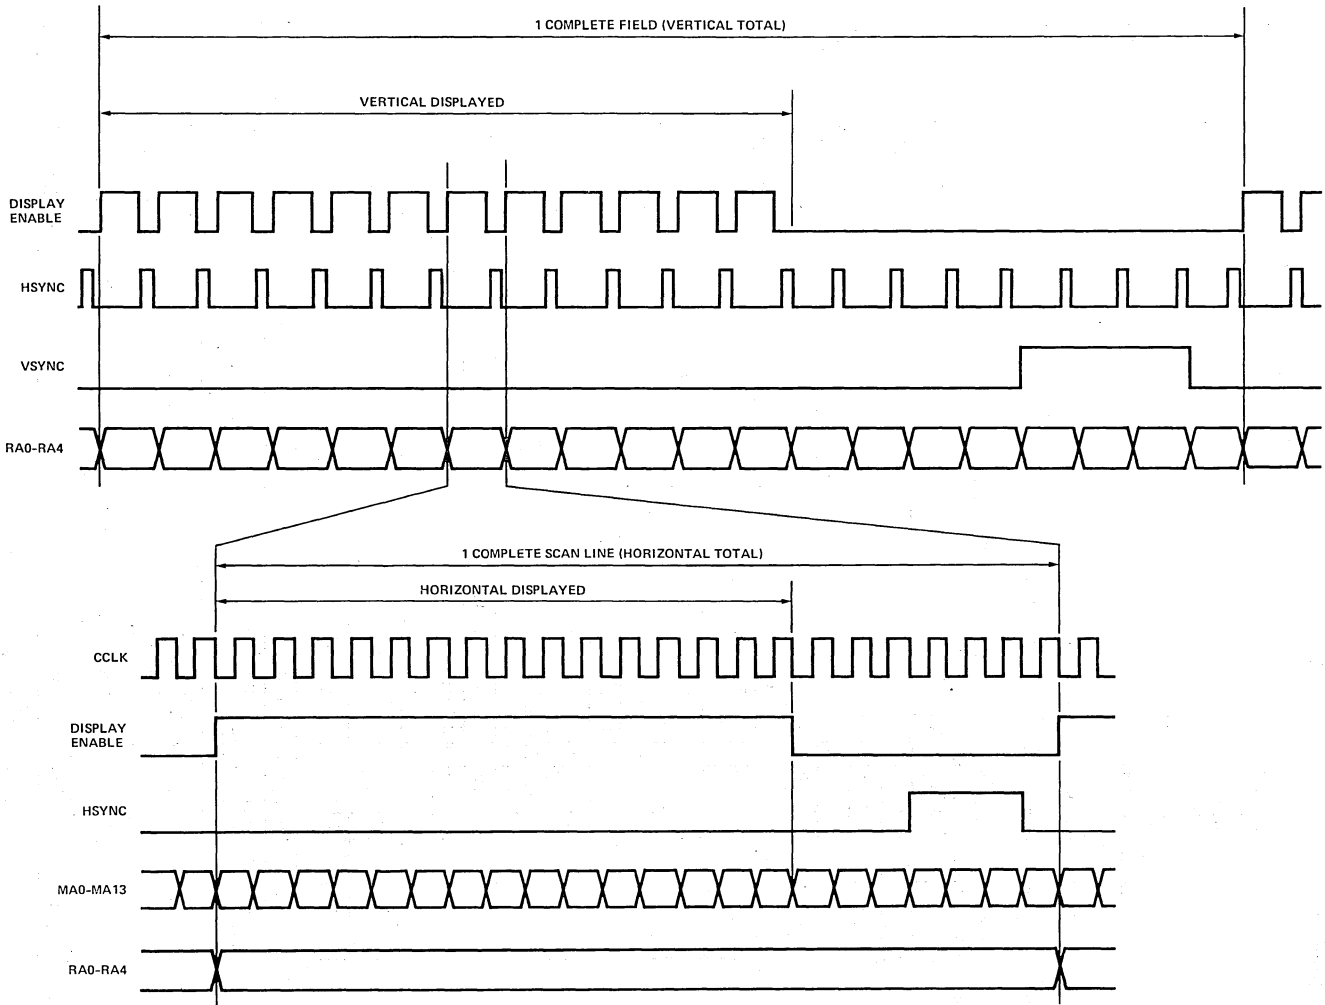 1 COMPLETE FIELD (VERTICAL TOTAL)
VERTICAL DISPLAYED
DISPLAY
ENABLE
HSYNC
VSYNC
RA0-RA4
1 COMPLETE SCAN LINE (HORIZONTAL TOTAL)
HORIZONTAL DISPLAYED
CCLK
DISPLAY
ENABLE
HSYNC
MA0-MA13
RA0-RA4